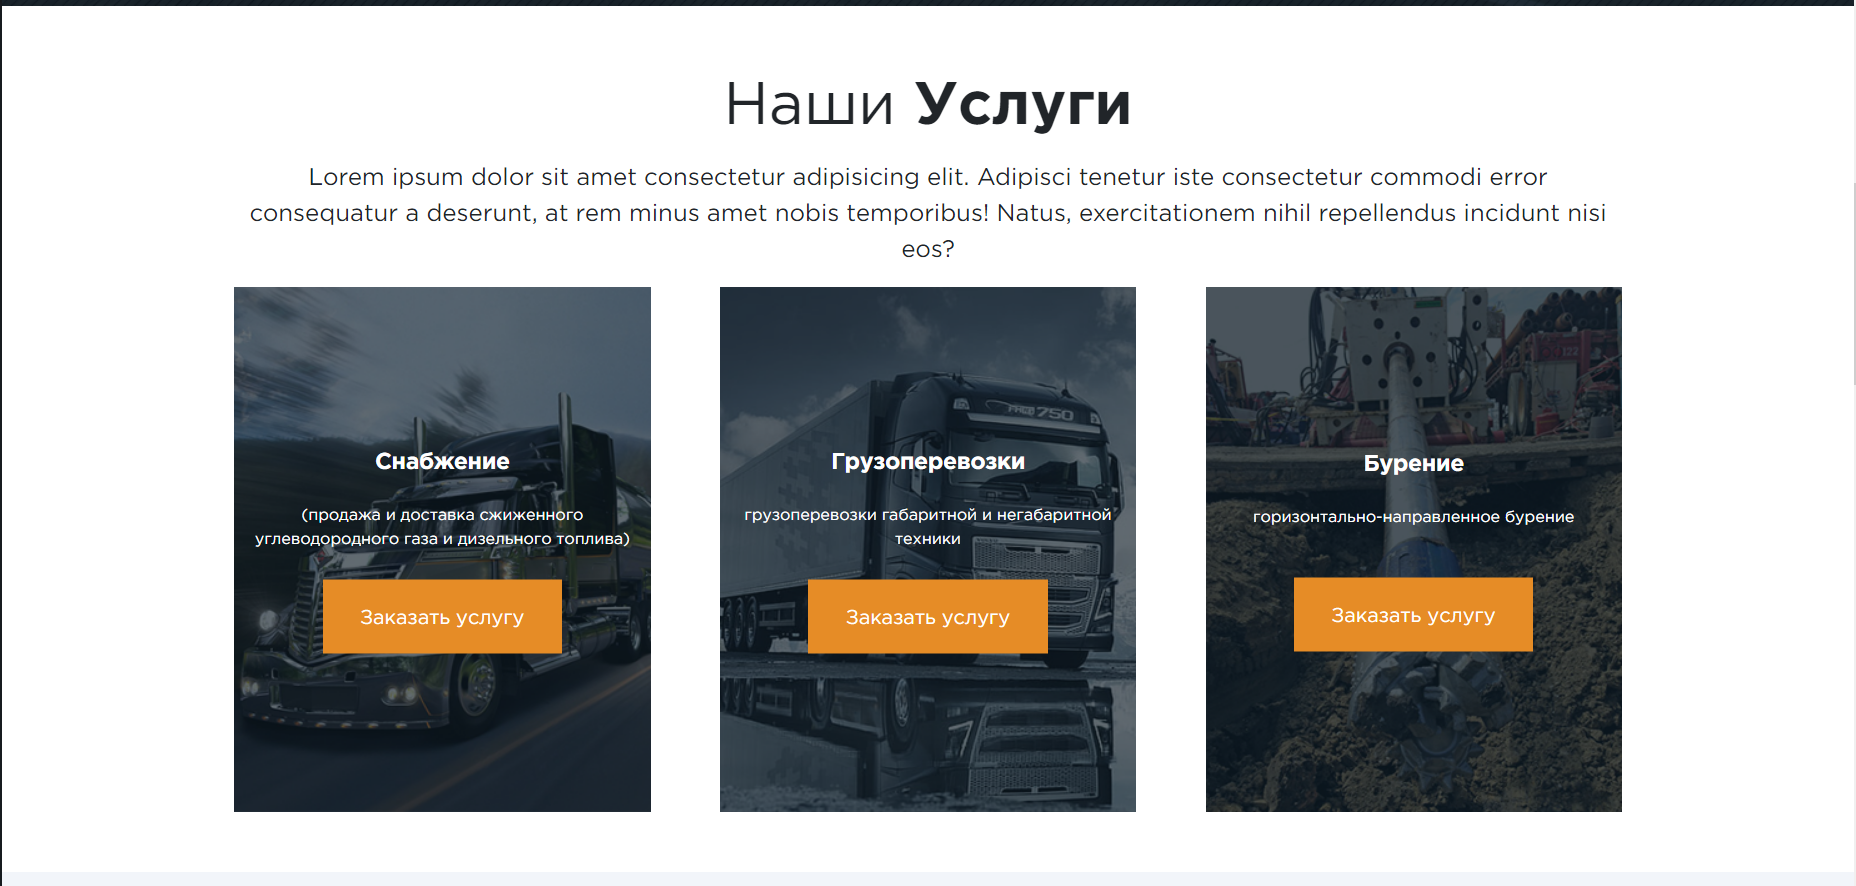 Наши Услуги
Lorem ipsum dolor sit amet consectetur adipisicing elit. Adipisci tenetur iste consectetur commodi error
consequatur a deserunt, at rem minus amet nobis temporibus! Natus, exercitationem nihil repellendus incidunt nisi
eos?
Снабжение
(продажа и доставка сжиженного
углеводородного газа и дизельного топлива)
Заказать услугу
750
Грузоперевозки
грузоперевозки габаритной и негабаритной
техники
Заказать услугу
122
Бурение
горизонтально-направленное бурение
Заказать услугу